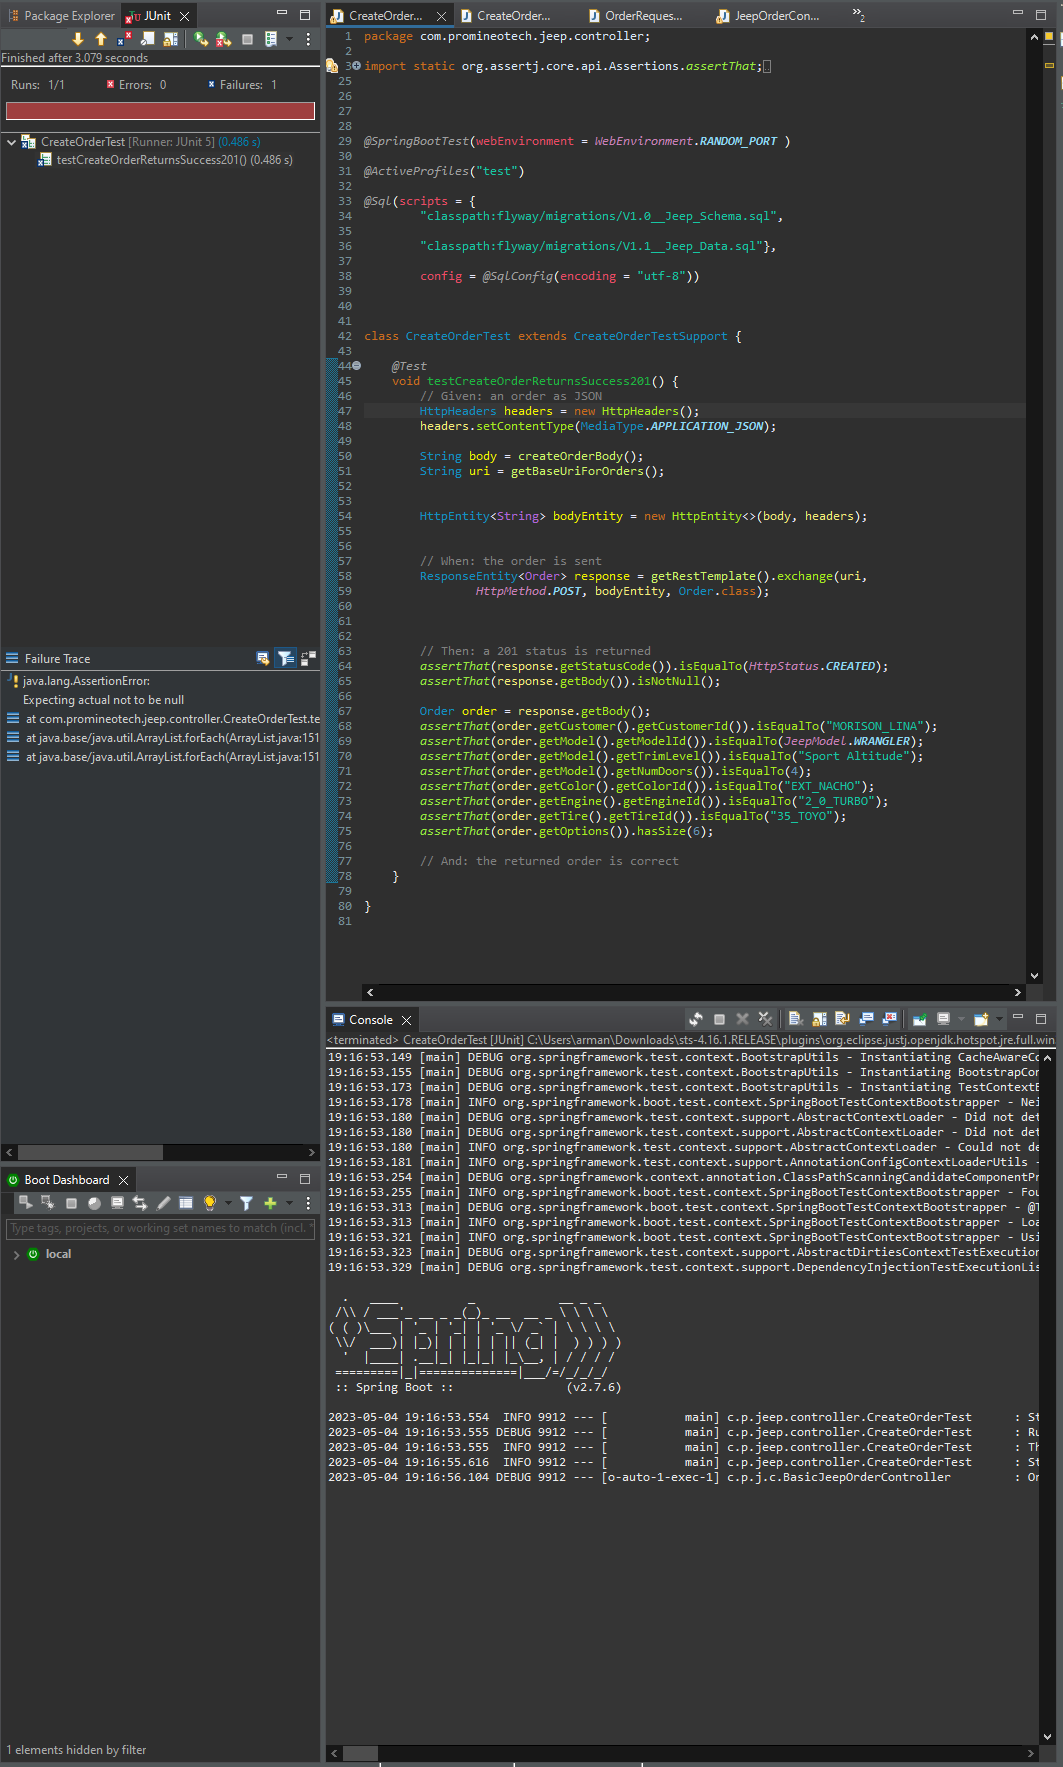 Package Explorer
JUnit
Finished after 3.079 seconds
Runs: 1/1
Errors: 0
Failures: 1
CreateOrderTest [Runner: JUnit 5] (0.486 s)
testCreateOrderReturnsSuccess201() (0.486 s)
Failure Trace
java.lang.AssertionError:
Expecting actual not to be null
at com.promineotech.jeep.controller.CreateOrderTest.te
at java.base/java.util.ArrayList.forEach(ArrayList.java:151
at java.base/java.util.ArrayList.forEach(ArrayList.java:151
Boot Dashboard
Type tags, projects, or working set names to match (incl. *
local
1 elements hidden by filter
CreateOrder...
CreateOrder...
OrderReques...
JeepOrderCon...
»2
1 package com.promineotech.jeep.controller;
2
3 import static org.assertj.core.api.Assertions.assertThat;
25
26
27
28
29 @SpringBootTest(webEnvironment = WebEnvironment.RANDOM_PORT )
30
31 @ActiveProfiles("test")
32
33 @Sql(scripts = {
34 "classpath:flyway/migrations/V1.0__Jeep_Schema.sql",
35
36 "classpath:flyway/migrations/V1.1__Jeep_Data.sql"},
37
38 config = @SqlConfig(encoding = "utf-8"))
39
40
41
42 class CreateOrderTest extends CreateOrderTestSupport {
43
44 @Test
45 void testCreateOrderReturnsSuccess201() {
46 // Given: an order as JSON
47 HttpHeaders headers = new HttpHeaders();
48 headers.setContentType(MediaType.APPLICATION_JSON);
49
50 String body = createOrderBody();
51 String uri = getBaseUriForOrders();
52
53
54 HttpEntity<String> bodyEntity = new HttpEntity<>(body, headers);
55
56
57 // When: the order is sent
58 ResponseEntity<Order> response = getRestTemplate().exchange(uri,
59 HttpMethod.POST, bodyEntity, Order.class);
60
61
62
63 // Then: a 201 status is returned
64 assertThat(response.getStatusCode()).isEqualTo(HttpStatus.CREATED);
65 assertThat(response.getBody()).isNotNull();
66
67 Order order = response.getBody();
68 assertThat(order.getCustomer().getCustomerId()).isEqualTo("MORISON_LINA");
69 assertThat(order.getModel().getModelId()).isEqualTo(JeepModel.WRANGLER);
70 assertThat(order.getModel().getTrimLevel()).isEqualTo("Sport Altitude");
71 assertThat(order.getModel().getNumDoors()).isEqualTo(4);
72 assertThat(order.getColor().getColorId()).isEqualTo("EXT_NACHO");
73 assertThat(order.getEngine().getEngineId()).isEqualTo("2_0_TURBO");
74 assertThat(order.getTire().getTireId()).isEqualTo("35_TOYO");
75 assertThat(order.getOptions()).hasSize(6);
76
77 // And: the returned order is correct
78 }
79
80 }
81
Console
<terminated> CreateOrderTest [JUnit] C:\Users\arman\Downloads\sts-4.16.1.RELEASE\plugins\org.eclipse.justj.openjdk.hotspot.jre.full.win
19:16:53.149 [main] DEBUG org.springframework.test.context.BootstrapUtils - Instantiating CacheAwareCo
19:16:53.155 [main] DEBUG org.springframework.test.context.BootstrapUtils - Instantiating BootstrapCon
19:16:53.173 [main] DEBUG org.springframework.test.context.BootstrapUtils - Instantiating TestContextB
19:16:53.178 [main] INFO org.springframework.boot.test.context.SpringBootTestContextBootstrapper - Nei
19:16:53.180 [main] DEBUG org.springframework.test.context.support.AbstractContextLoader - Did not det
19:16:53.180 [main] DEBUG org.springframework.test.context.support.AbstractContextLoader - Did not det
19:16:53.180 [main] INFO org.springframework.test.context.support.AbstractContextLoader - Could not de
19:16:53.181 [main] INFO org.springframework.test.context.support.AnnotationConfigContextLoaderUtils -
19:16:53.254 [main] DEBUG org.springframework.context.annotation.ClassPathScanningCandidateComponentPr
19:16:53.255 [main] INFO org.springframework.boot.test.context.SpringBootTestContextBootstrapper - Fou
19:16:53.313 [main] DEBUG org.springframework.boot.test.context.SpringBootTestContextBootstrapper - @T
19:16:53.313 [main] INFO org.springframework.boot.test.context.SpringBootTestContextBootstrapper - Loa
19:16:53.321 [main] INFO org.springframework.boot.test.context.SpringBootTestContextBootstrapper - Usi
19:16:53.323 [main] DEBUG org.springframework.test.context.support.AbstractDirtiesContextTestExecution
19:16:53.329 [main] DEBUG org.springframework.test.context.support.DependencyInjectionTestExecutionLis
  .   ____          _            __ _ _
 /\\ / ___'_ __ _ _(_)_ __  __ _ \ \ \ \
( ( )\___ | '_ | '_| | '_ \/ _` | \ \ \ \
 \\/  ___)| |_)| | | | | || (_| |  ) ) ) )
  '  |____| .__|_| |_|_| |_\__, | / / / /
 =========|_|==============|___/=/_/_/_/
 :: Spring Boot ::                (v2.7.6)
2023-05-04 19:16:53.554  INFO 9912 --- [           main] c.p.jeep.controller.CreateOrderTest      : St
2023-05-04 19:16:53.555 DEBUG 9912 --- [           main] c.p.jeep.controller.CreateOrderTest      : Ru
2023-05-04 19:16:53.555  INFO 9912 --- [           main] c.p.jeep.controller.CreateOrderTest      : Th
2023-05-04 19:16:55.616  INFO 9912 --- [           main] c.p.jeep.controller.CreateOrderTest      : St
2023-05-04 19:16:56.104 DEBUG 9912 --- [o-auto-1-exec-1] c.p.j.c.BasicJeepOrderController         : Or